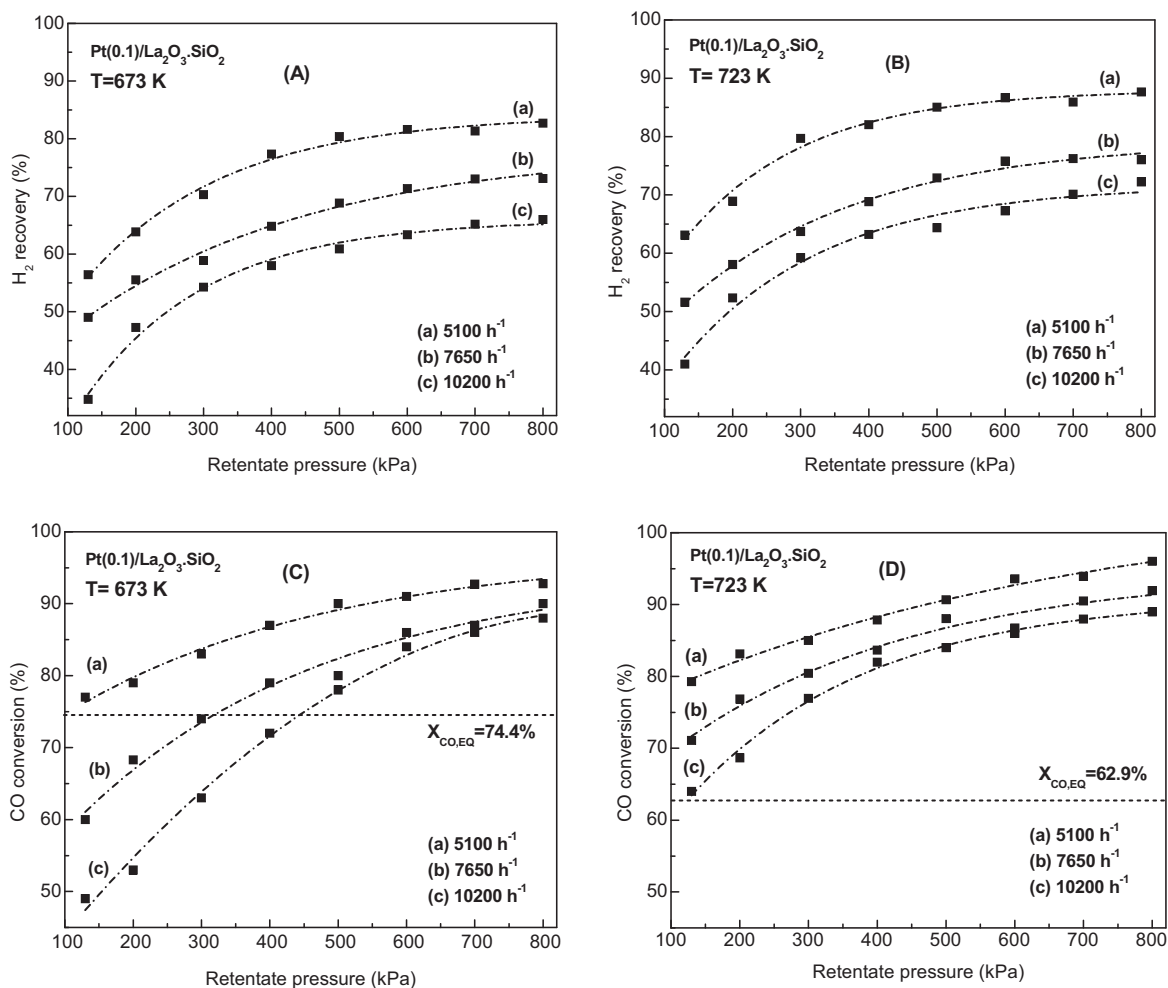 Pt(0.1)/La₂O₃.SiO₂
T=673 K
(A)
(a)
(b)
(c)
(a) 5100 h⁻¹
(b) 7650 h⁻¹
(c) 10200 h⁻¹
H₂ recovery (%)
100
90
80
70
60
50
40
100 200 300 400 500 600 700 800
Retentate pressure (kPa)
Pt(0.1)/La₂O₃.SiO₂
T= 723 K
(B)
(a)
(b)
(c)
(a) 5100 h⁻¹
(b) 7650 h⁻¹
(c) 10200 h⁻¹
H₂ recovery (%)
100
90
80
70
60
50
40
100 200 300 400 500 600 700 800
Retentate pressure (kPa)
Pt(0.1)/La₂O₃.SiO₂
T= 673 K
(C)
(a)
X_CO,EQ=74.4%
(b)
(c)
(a) 5100 h⁻¹
(b) 7650 h⁻¹
(c) 10200 h⁻¹
CO conversion (%)
100
90
80
70
60
50
100 200 300 400 500 600 700 800
Retentate pressure (kPa)
Pt(0.1)/La₂O₃.SiO₂
T=723 K
(D)
(a)
(b)
(c)
X_CO,EQ=62.9%
(a) 5100 h⁻¹
(b) 7650 h⁻¹
(c) 10200 h⁻¹
CO conversion (%)
100
90
80
70
60
50
100 200 300 400 500 600 700 800
Retentate pressure (kPa)